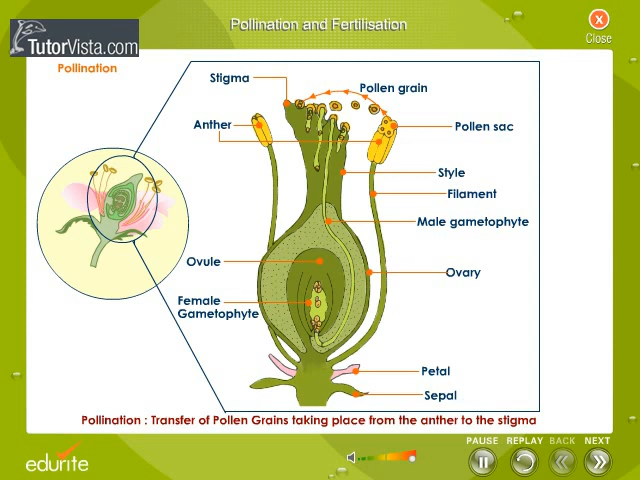 Pollination and Fertilisation
X
Close
TutorVista.com
Pollination
Stigma
Pollen grain
Anther
Pollen sac
Style
Filament
Male gametophyte
Ovule
Ovary
Female
Gametophyte
Petal
Sepal
Pollination : Transfer of Pollen Grains taking place from the anther to the stigma
PAUSE REPLAY BACK NEXT
edurite